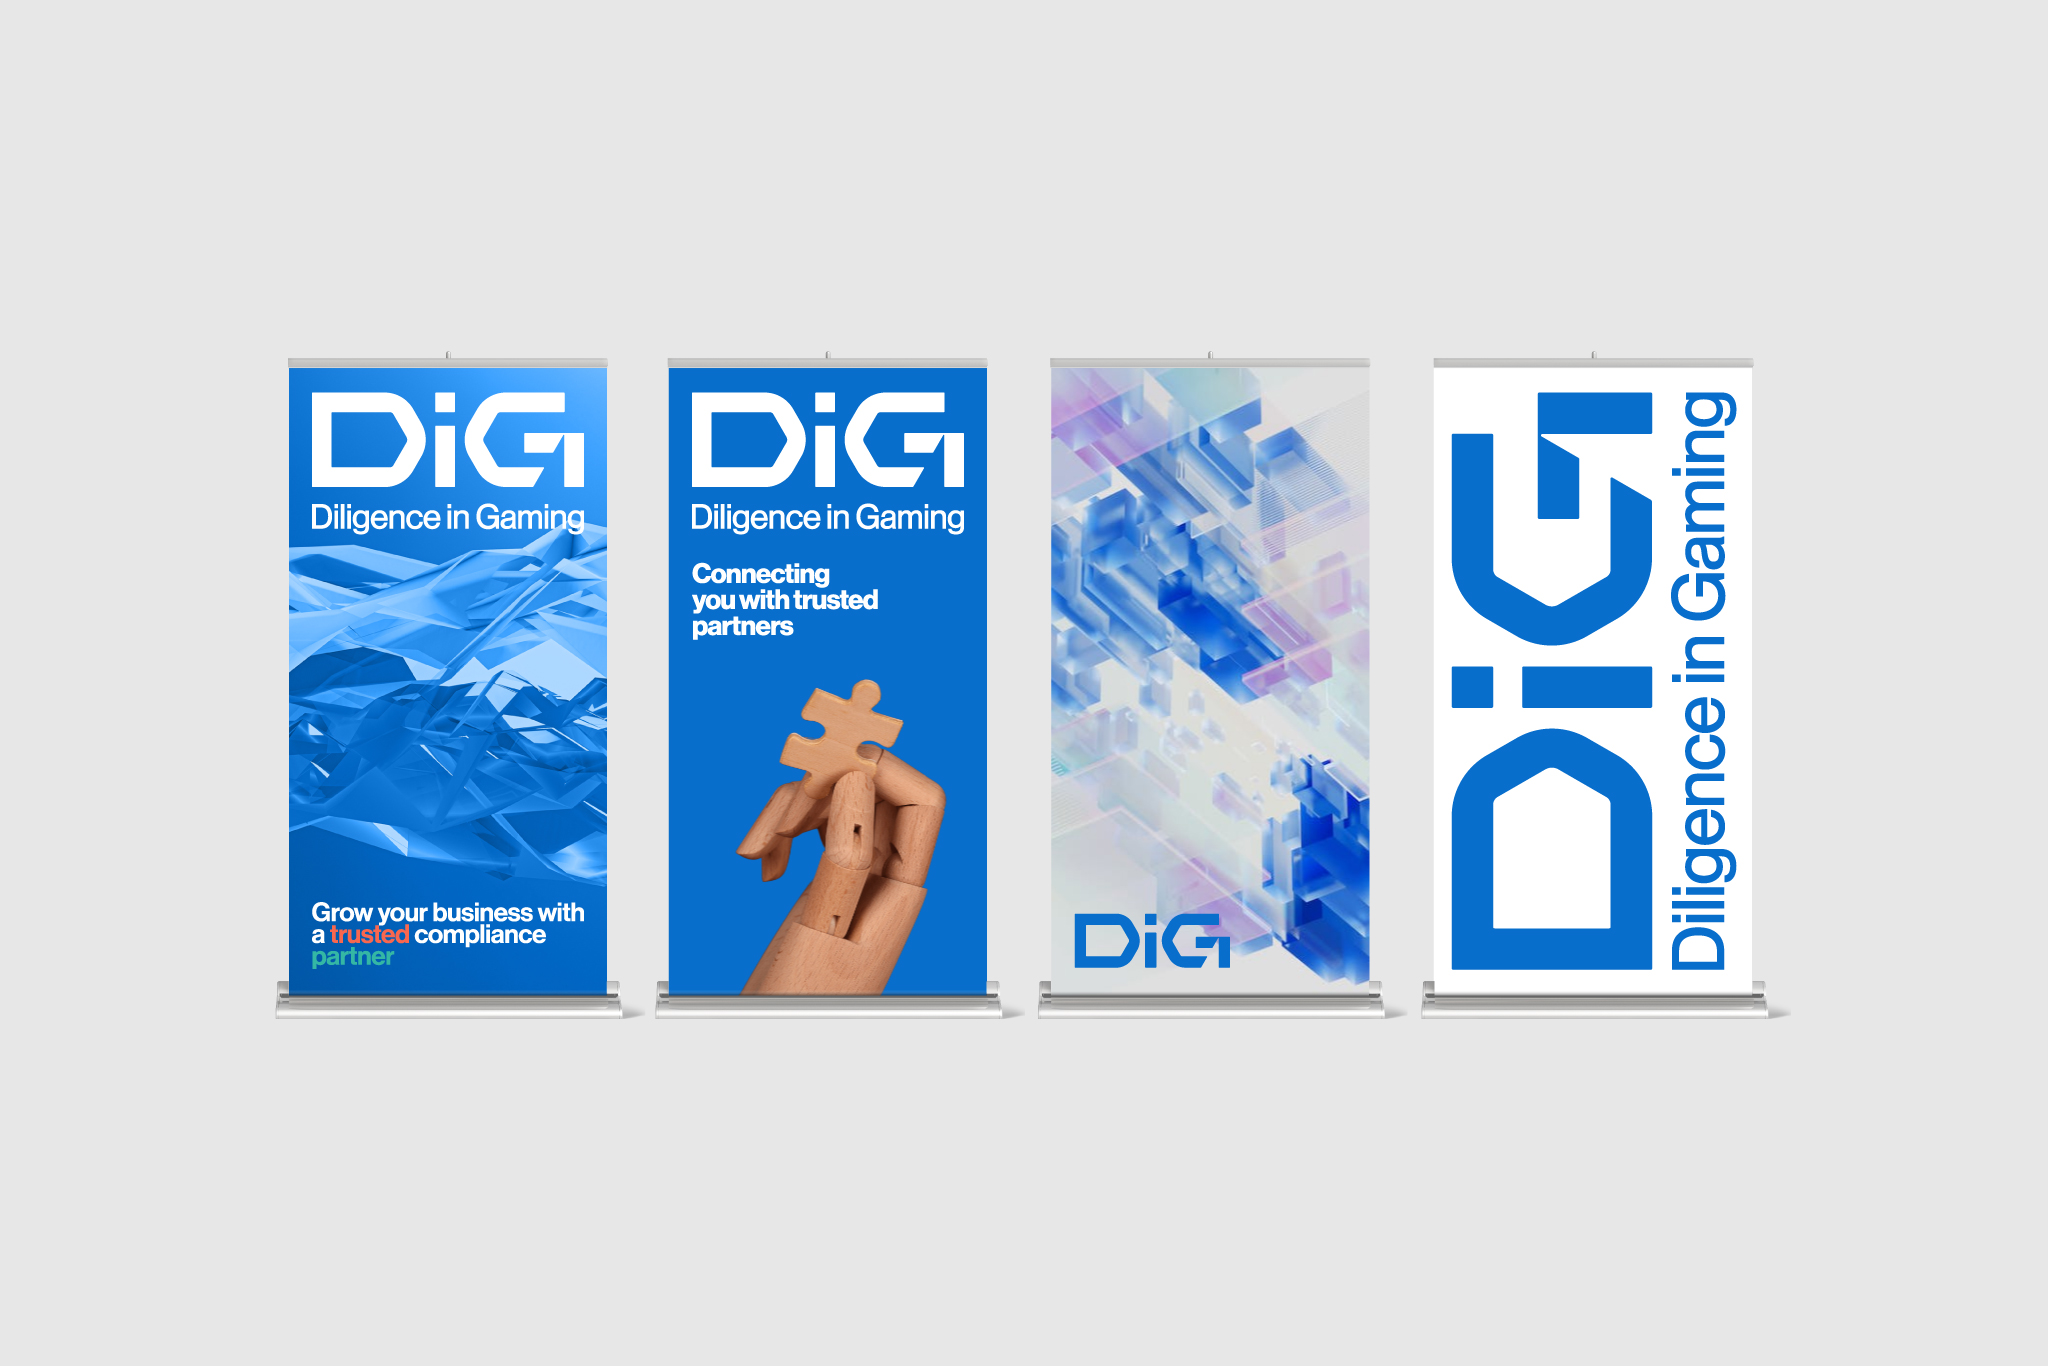 DiG
Diligence in Gaming
Grow your business with
a trusted compliance
partner
DiG
Diligence in Gaming
Connecting
you with trusted
partners
DiG
DiG
Diligence in Gaming